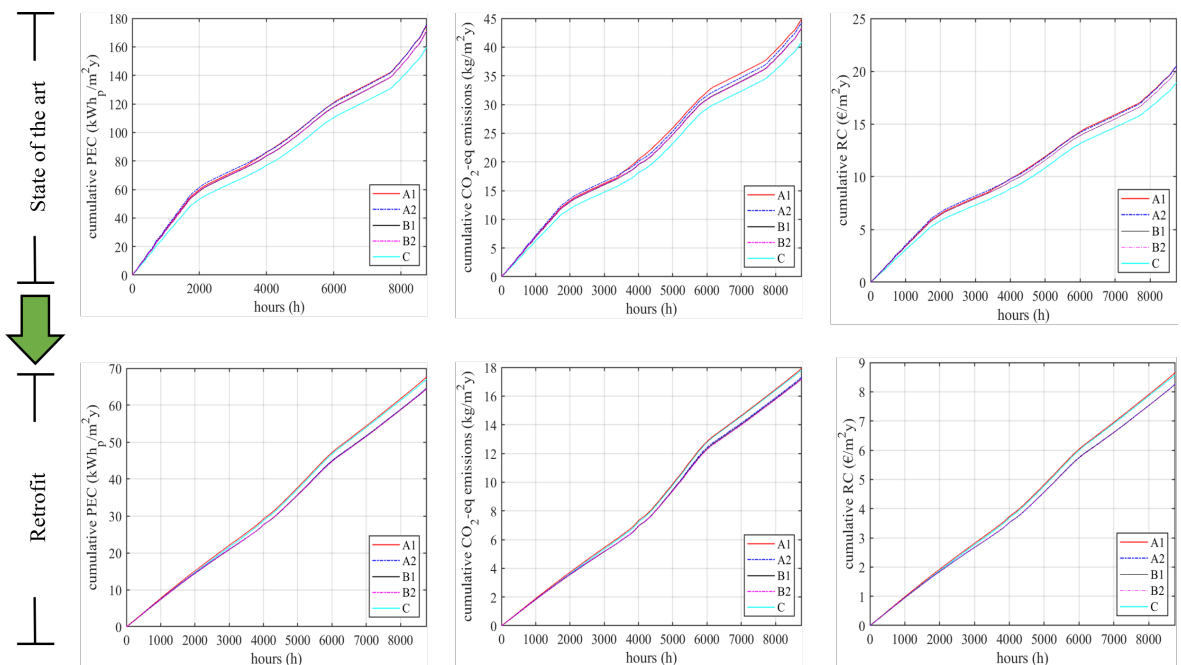 State of the art
cumulative PEC (kWh_p/m²y)
180
160
140
120
100
80
60
40
20
0
0 2000 4000 6000 8000
hours (h)
A1
A2
B1
B2
C
cumulative CO₂-eq emissions (kg/m²y)
45
40
35
30
25
20
15
10
5
0
0 1000 2000 3000 4000 5000 6000 7000 8000
hours (h)
A1
A2
B1
B2
C
cumulative RC (€/m²y)
25
20
15
10
5
0
0 1000 2000 3000 4000 5000 6000 7000 8000
hours (h)
A1
A2
B1
B2
C
Retrofit
cumulative PEC (kWh_p/m²y)
70
60
50
40
30
20
10
0
0 1000 2000 3000 4000 5000 6000 7000 8000
hours (h)
A1
A2
B1
B2
C
cumulative CO₂-eq emissions (kg/m²y)
18
16
14
12
10
8
6
4
2
0
0 1000 2000 3000 4000 5000 6000 7000 8000
hours (h)
A1
A2
B1
B2
C
cumulative RC (€/m²y)
9
8
7
6
5
4
3
2
1
0
0 1000 2000 3000 4000 5000 6000 7000 8000
hours (h)
A1
A2
B1
B2
C